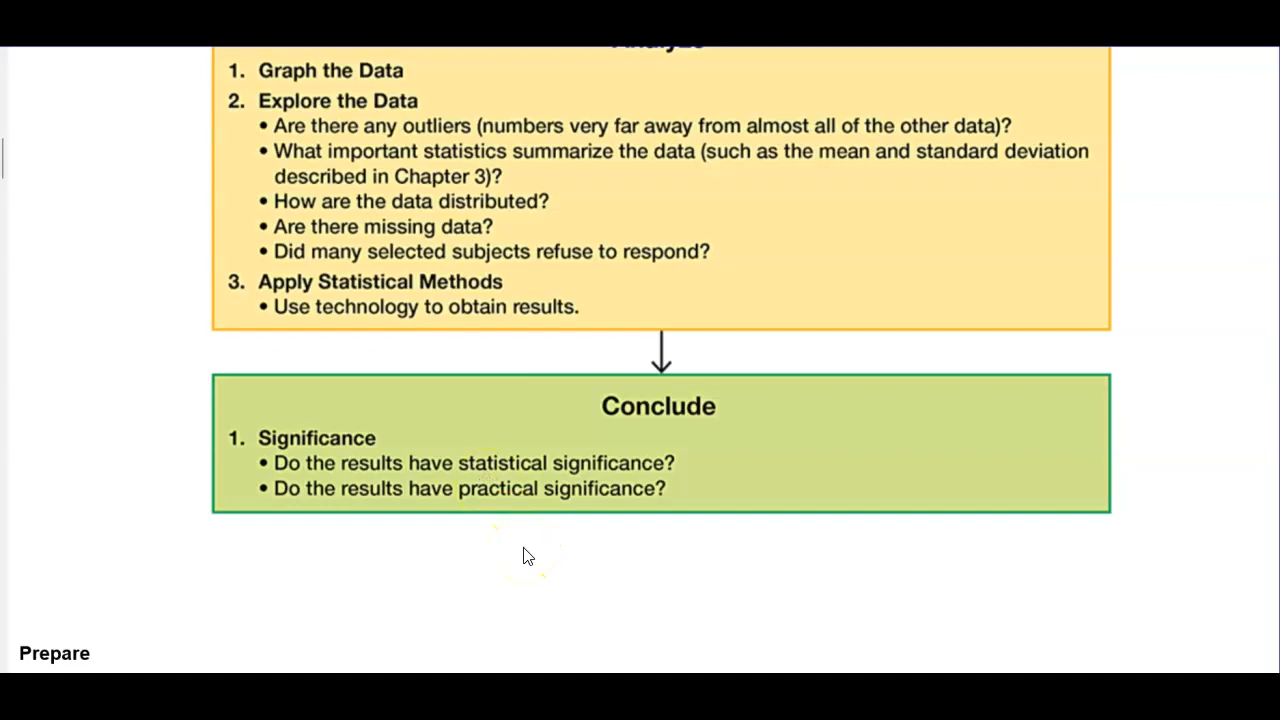 1. Graph the Data
2. Explore the Data
• Are there any outliers (numbers very far away from almost all of the other data)?
• What important statistics summarize the data (such as the mean and standard deviation
described in Chapter 3)?
• How are the data distributed?
• Are there missing data?
• Did many selected subjects refuse to respond?
3. Apply Statistical Methods
• Use technology to obtain results.
Conclude
1. Significance
• Do the results have statistical significance?
• Do the results have practical significance?
Prepare